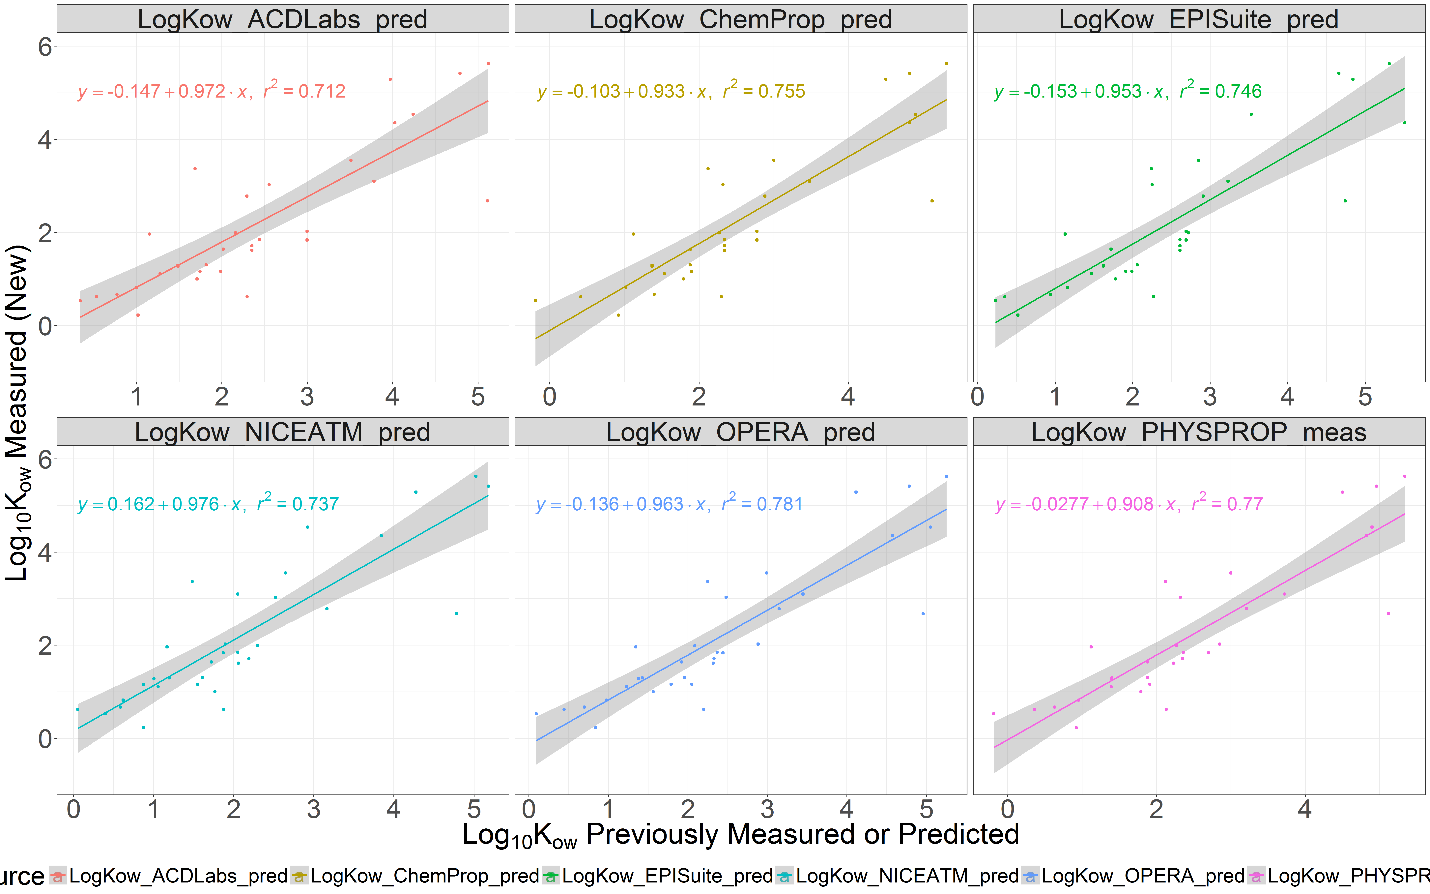 LogKow_ACDLabs_pred
LogKow_ChemProp_pred
LogKow_EPISuite_pred
y = -0.147 + 0.972 · x, r² = 0.712
y = -0.103 + 0.933 · x, r² = 0.755
y = -0.153 + 0.953 · x, r² = 0.746
6
4
2
0
1 2 3 4 5
0 2 4
0 1 2 3 4 5
LogKow_NICEATM_pred
LogKow_OPERA_pred
LogKow_PHYSPROP_meas
y = 0.162 + 0.976 · x, r² = 0.737
y = -0.136 + 0.963 · x, r² = 0.781
y = -0.0277 + 0.908 · x, r² = 0.77
6
4
2
0
0 1 2 3 4 5
0 1 2 3 4 5
0 2 4
Log₁₀Kow Measured (New)
Log₁₀Kow Previously Measured or Predicted
urce a LogKow_ACDLabs_pred a LogKow_ChemProp_pred a LogKow_EPISuite_pred a LogKow_NICEATM_pred a LogKow_OPERA_pred a LogKow_PHYSPR